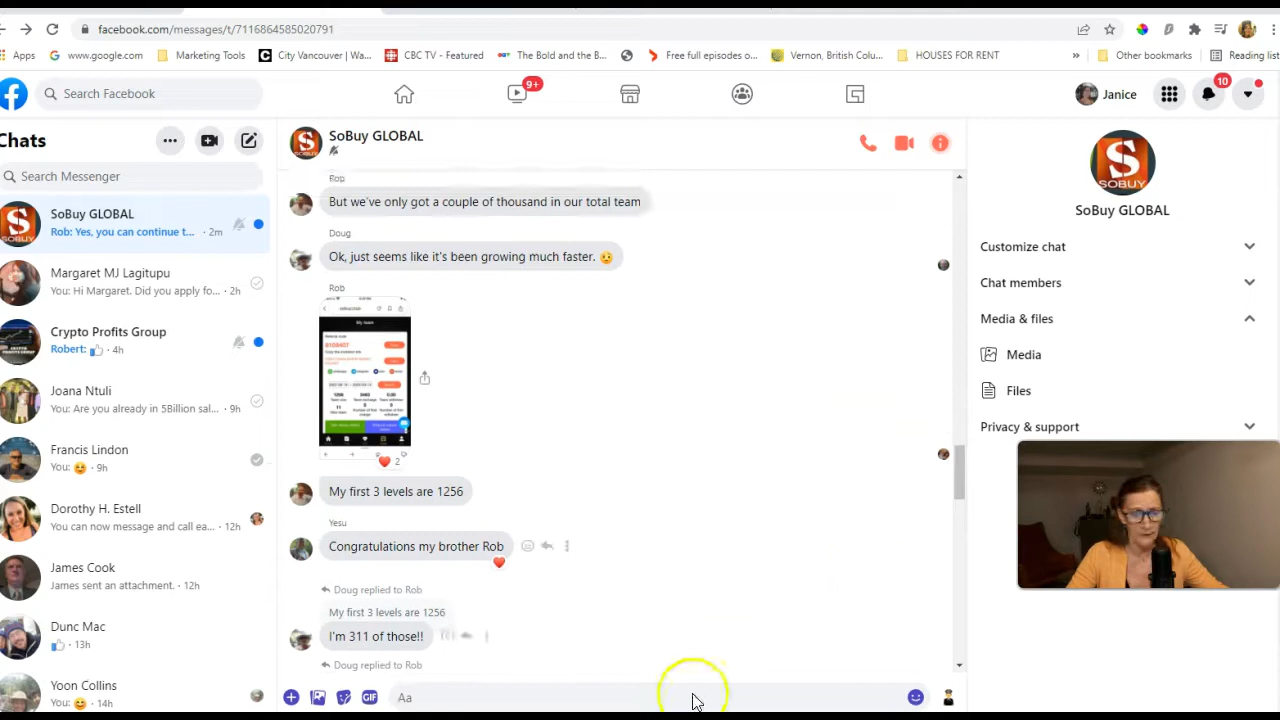 facebook.com/messages/t/7116864585020791
Apps
www.google.com
Marketing Tools
City Vancouver | Wa...
CBC TV - Featured
The Bold and the B...
Free full episodes o...
Vernon, British Colu...
HOUSES FOR RENT
»
Other bookmarks
Reading list
Search Facebook
9+
Janice
10
Chats
Search Messenger
SoBuy GLOBAL
Rob: Yes, you can continue t... · 2m
Margaret MJ Lagitupu
You: Hi Margaret. Did you apply fo... · 2h
Crypto Profits Group
Robert: 👍 · 4h
Joana Ntuli
You: Are you already in 5Billion sal... · 9h
Francis Lindon
You: 😀 · 9h
Dorothy H. Estell
You can now message and call ea... · 12h
James Cook
James sent an attachment. · 12h
Dunc Mac
👍 · 13h
Yoon Collins
You: 😀 · 14h
SoBuy GLOBAL
Rob
But we've only got a couple of thousand in our total team
Doug
Ok, just seems like it's been growing much faster. 😉
Rob
My team
❤️ 2
My first 3 levels are 1256
Yesu
Congratulations my brother Rob
Doug replied to Rob
My first 3 levels are 1256
I'm 311 of those!!
Doug replied to Rob
GIF
Aa
S
SOBUY
SoBuy GLOBAL
Customize chat
Chat members
Media & files
Media
Files
Privacy & support